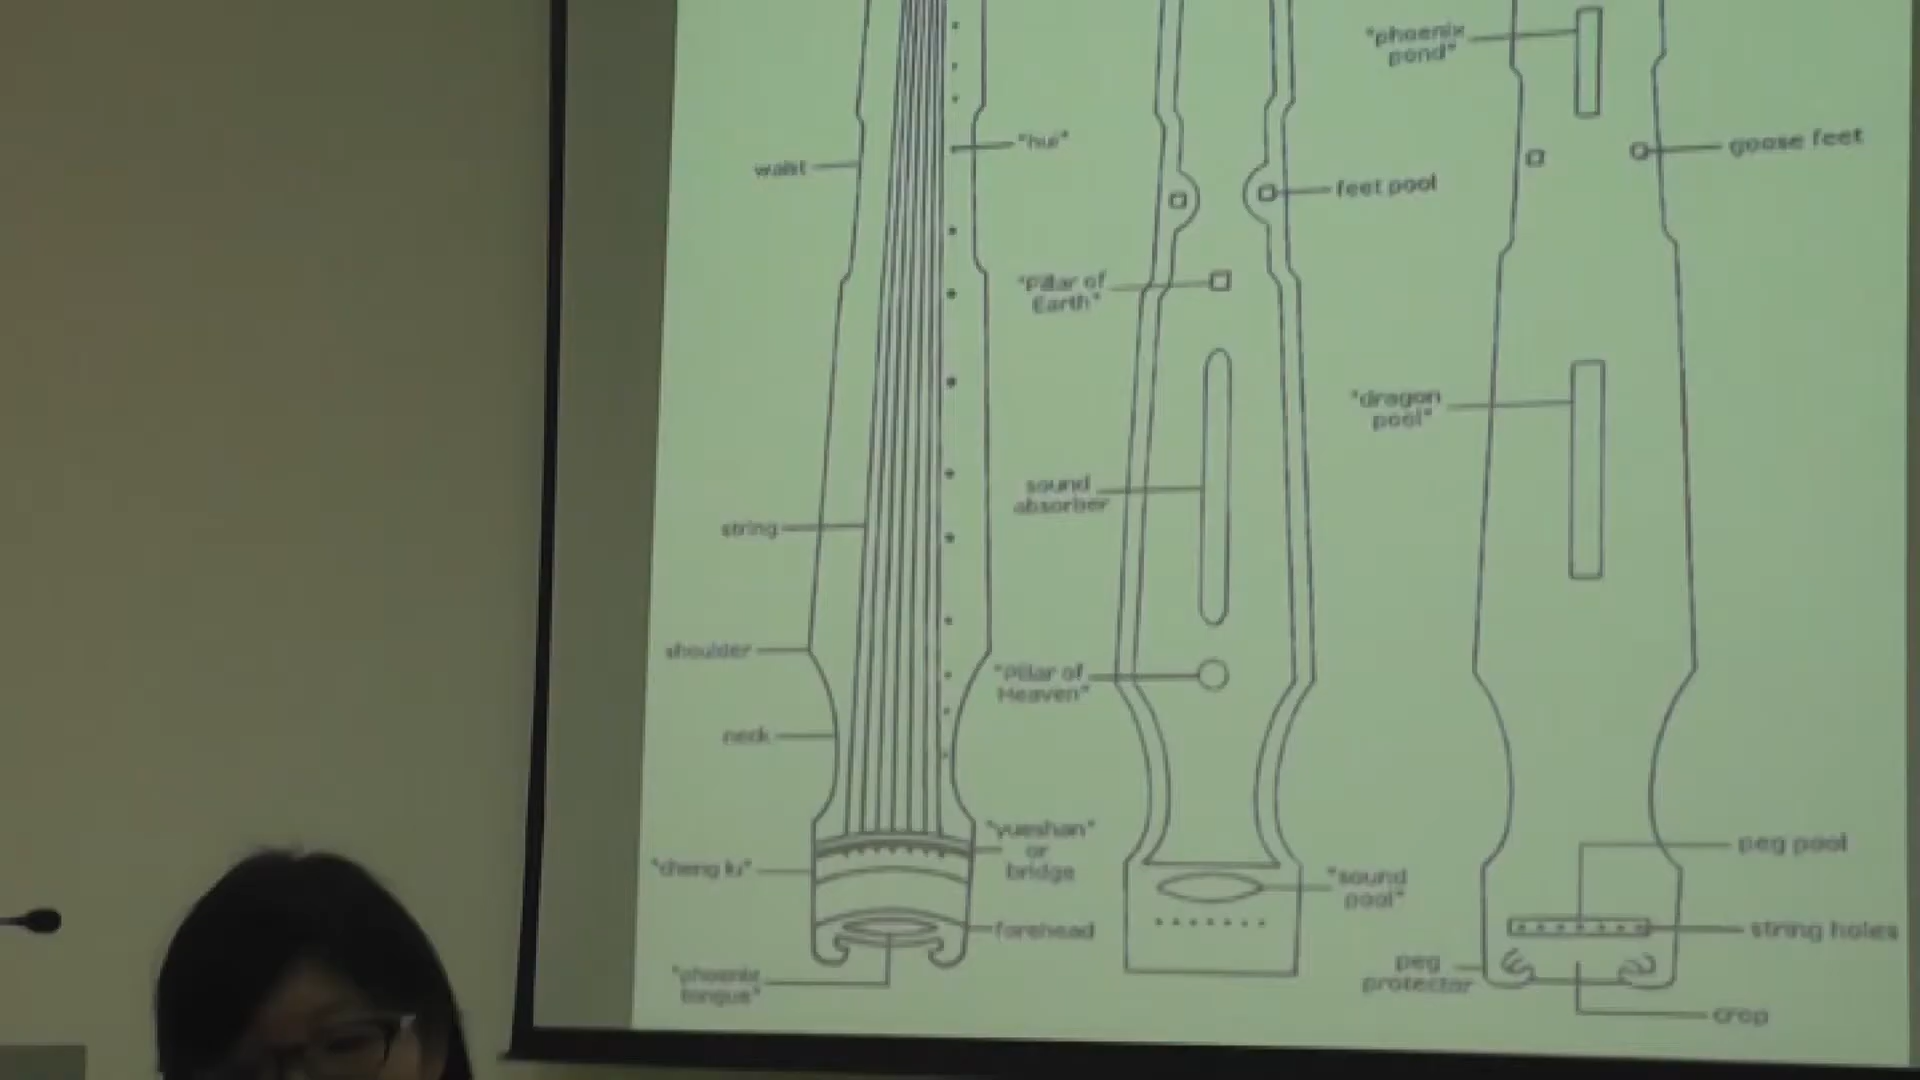 "phoenix
pond"
"hui"
goose feet
waist
feet pool
"Pillar of
Earth"
"dragon
pool"
sound
absorber
string
shoulder
"Pillar of
Heaven"
neck
"yueshan"
or
bridge
peg pool
"cheng lu"
"sound
pool"
forehead
string holes
peg
protector
"phoenix
tongue"
crop